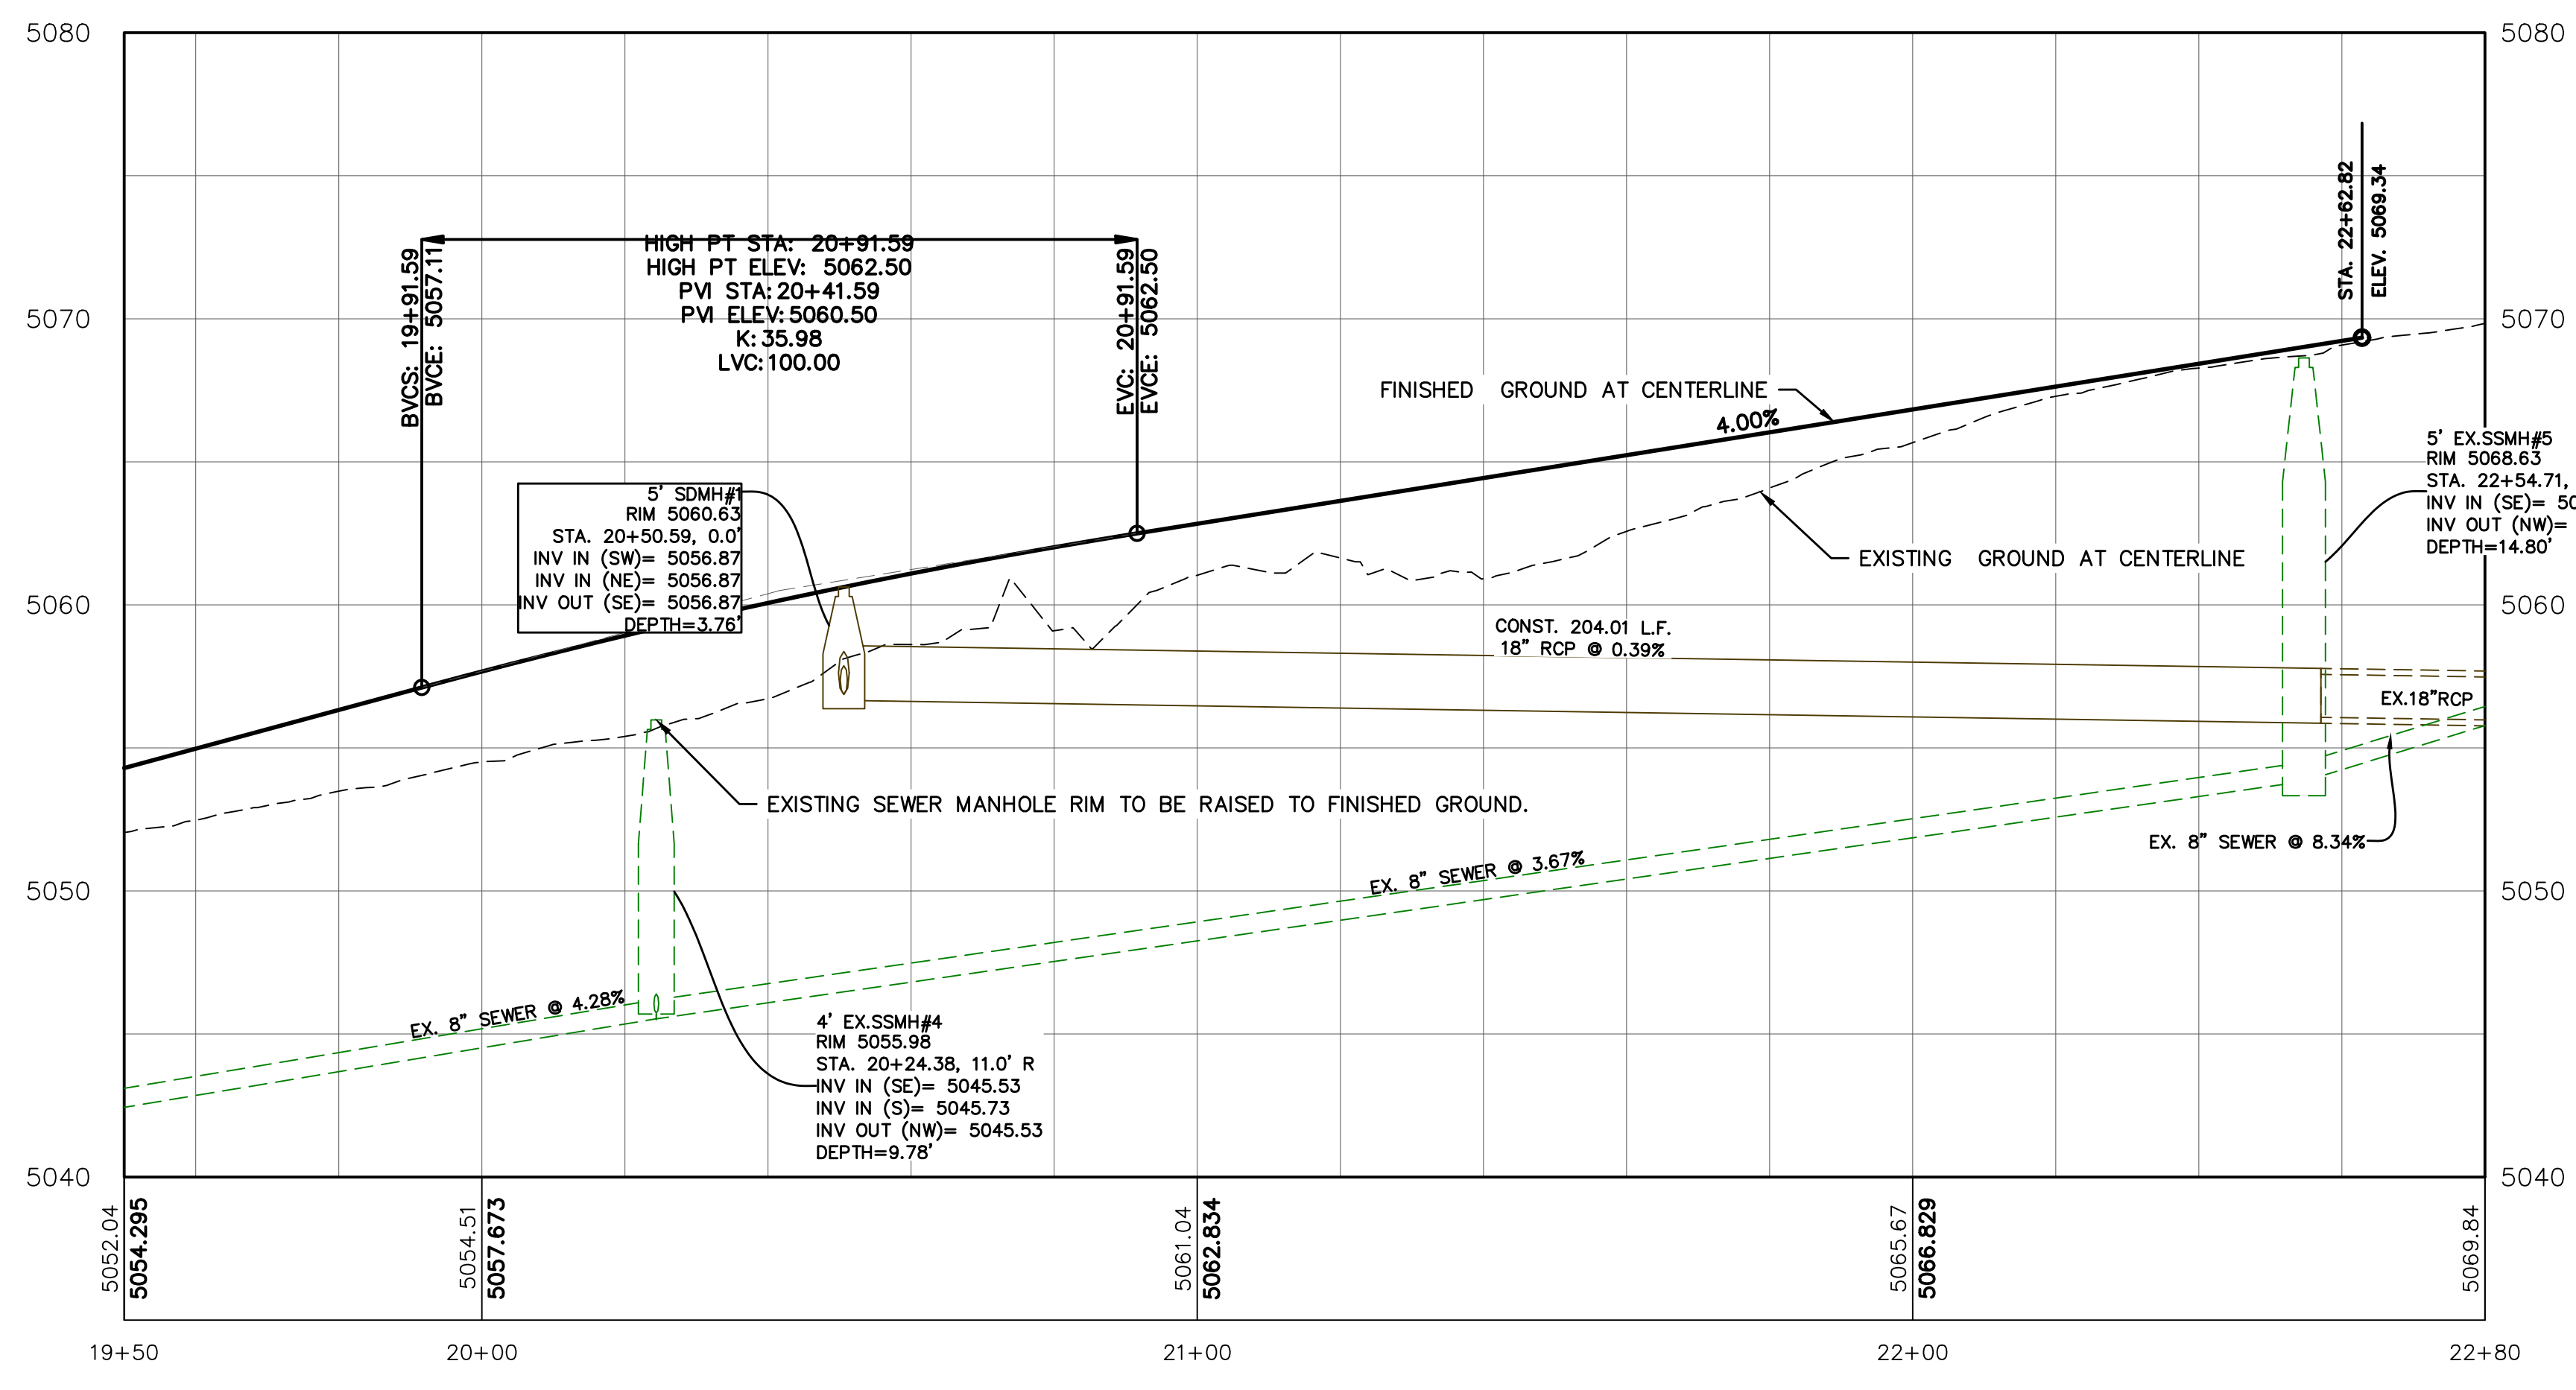 5080
5080
5070
5070
5060
5060
5050
5050
5040
5040
BVCS: 19+91.59
BVCE: 5057.11
HIGH PT STA: 20+91.59
HIGH PT ELEV: 5062.50
PVI STA: 20+41.59
PVI ELEV: 5060.50
K: 35.98
LVC: 100.00
EVC: 20+91.59
EVCE: 5062.50
STA. 22+62.82
ELEV. 5069.34
FINISHED GROUND AT CENTERLINE
4.00%
5' SDMH#1
RIM 5060.63
STA. 20+50.59, 0.0'
INV IN (SW)= 5056.87
INV IN (NE)= 5056.87
INV OUT (SE)= 5056.87
DEPTH=3.76'
5' EX.SSMH#5
RIM 5068.63
STA. 22+54.71,
INV IN (SE)= 50
INV OUT (NW)=
DEPTH=14.80'
EXISTING GROUND AT CENTERLINE
CONST. 204.01 L.F.
18" RCP @ 0.39%
EX.18"RCP
EXISTING SEWER MANHOLE RIM TO BE RAISED TO FINISHED GROUND.
EX. 8" SEWER @ 8.34%
EX. 8" SEWER @ 3.67%
EX. 8" SEWER @ 4.28%
4' EX.SSMH#4
RIM 5055.98
STA. 20+24.38, 11.0' R
INV IN (SE)= 5045.53
INV IN (S)= 5045.73
INV OUT (NW)= 5045.53
DEPTH=9.78'
5052.04
5054.295
5054.51
5057.673
5061.04
5062.834
5065.67
5066.829
5069.84
19+50
20+00
21+00
22+00
22+80